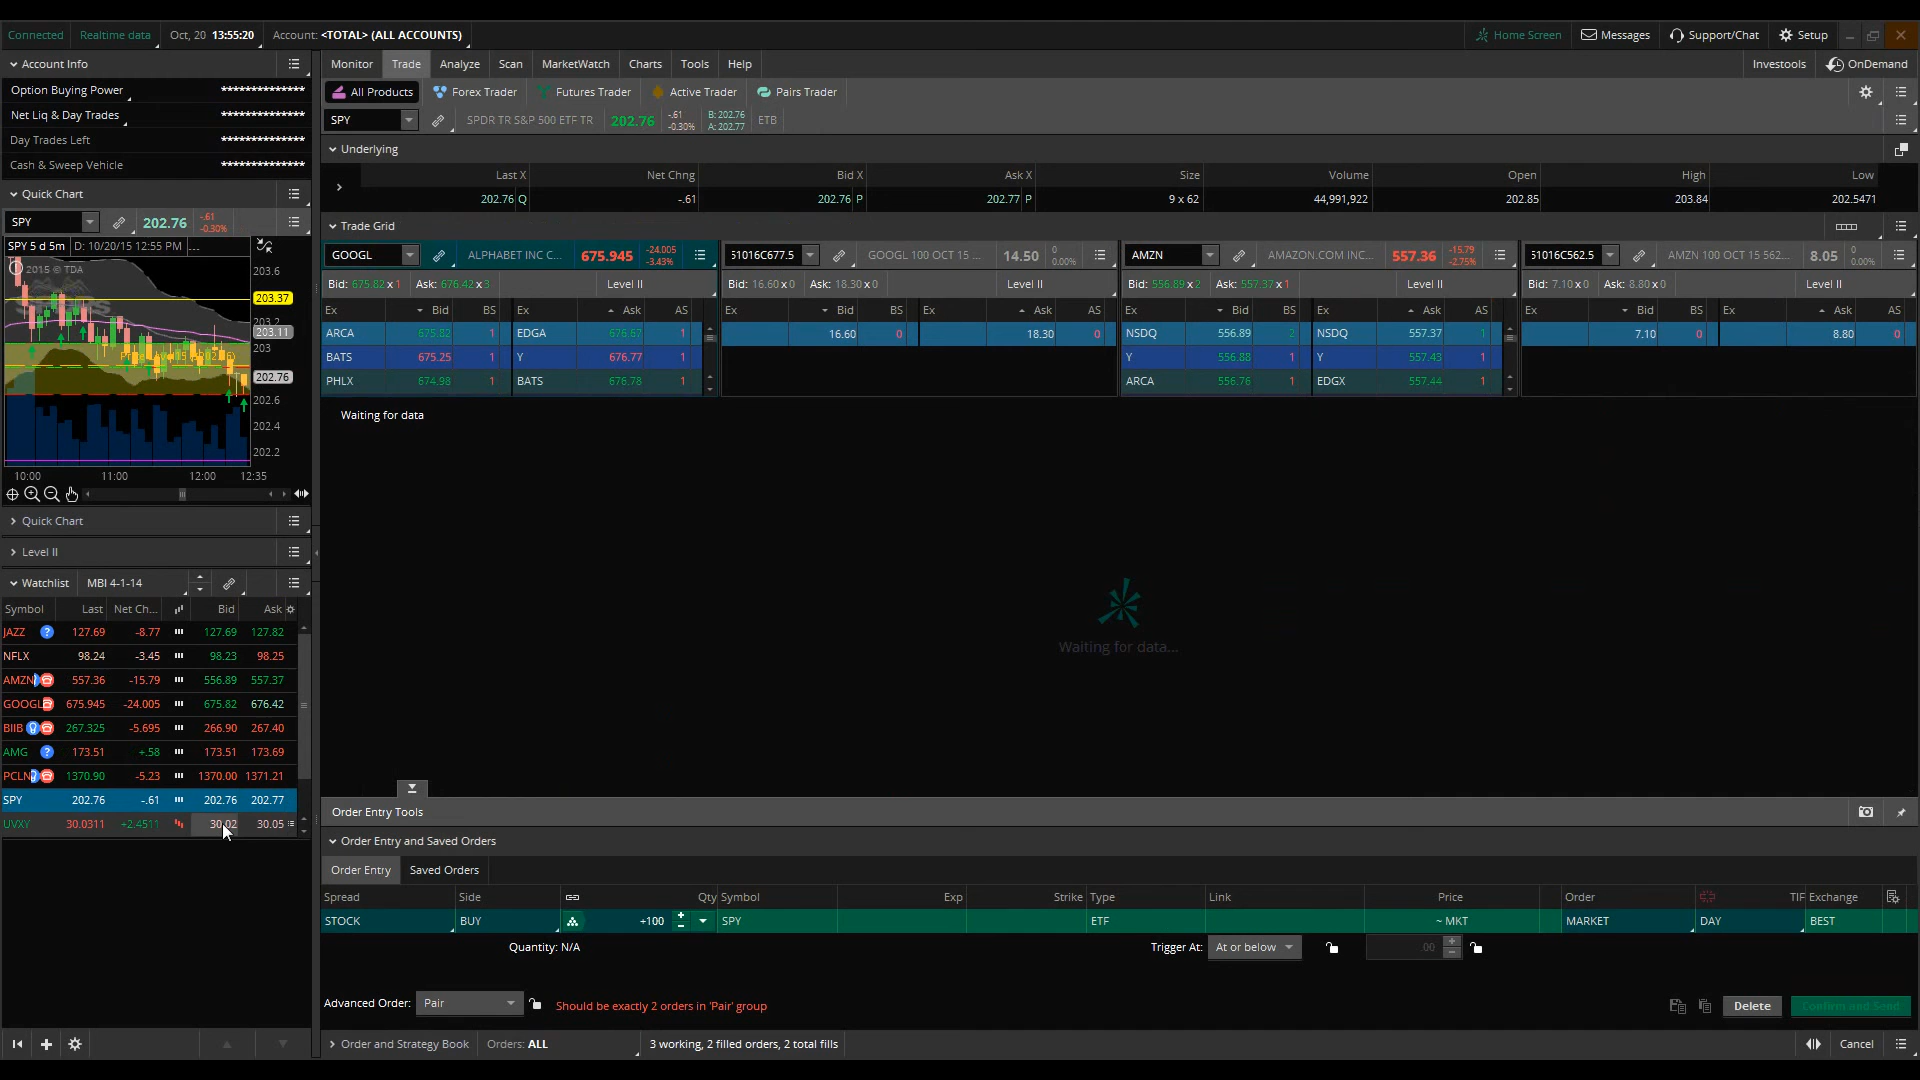 Connected Realtime data Oct, 20 13:55:20 Account: <TOTAL> (ALL ACCOUNTS) Home Screen Messages Support/Chat Setup
Account Info
Option Buying Power **************
Net Liq & Day Trades **************
Day Trades Left **************
Cash & Sweep Vehicle **************
Quick Chart
SPY 202.76 -.61 -0.30%
SPY 5 d 5m D: 10/20/15 12:55 PM ...
2015 © TDA
203.6
203.37
203.2
203.11
203
202.76
202.6
202.4
202.2
10:00 11:00 12:00 12:35
Quick Chart
Level II
Watchlist MBI 4-1-14
Symbol Last Net Ch... Bid Ask
JAZZ 127.69 -8.77 127.69 127.82
NFLX 98.24 -3.45 98.23 98.25
AMZN 557.36 -15.79 556.89 557.37
GOOGL 675.945 -24.005 675.82 676.42
BIIB 267.325 -5.695 266.90 267.40
AMG 173.51 +.58 173.51 173.69
PCLN 1370.90 -5.23 1370.00 1371.21
SPY 202.76 -.61 202.76 202.77
UVXY 30.0311 +2.4511 30.02 30.05
Monitor Trade Analyze Scan MarketWatch Charts Tools Help Investools OnDemand
All Products Forex Trader Futures Trader Active Trader Pairs Trader
SPY SPDR TR S&P 500 ETF TR 202.76 -.61 -0.30% B: 202.76 A: 202.77 ETB
Underlying
Last X Net Chng Bid X Ask X Size Volume Open High Low
202.76 Q -.61 202.76 P 202.77 P 9 x 62 44,991,922 202.85 203.84 202.5471
Trade Grid
GOOGL ALPHABET INC C... 675.945 -24.005 -3.43%
Bid: 675.82 x 1 Ask: 676.42 x 3 Level II
Ex Bid BS Ex Ask AS
ARCA 675.82 1 EDGA 676.62 1
BATS 675.25 1 Y 676.77 1
PHLX 674.98 1 BATS 676.78 1
51016C677.5 GOOGL 100 OCT 15 ... 14.50 0 0.00%
Bid: 16.60 x 0 Ask: 18.30 x 0 Level II
Ex Bid BS Ex Ask AS
16.60 0 18.30 0
AMZN AMAZON.COM INC... 557.36 -15.79 -2.75%
Bid: 556.89 x 2 Ask: 557.37 x 1 Level II
Ex Bid BS Ex Ask AS
NSDQ 556.89 2 NSDQ 557.37 1
Y 556.88 1 Y 557.43 1
ARCA 556.76 1 EDGX 557.44 1
51016C562.5 AMZN 100 OCT 15 562... 8.05 0 0.00%
Bid: 7.10 x 0 Ask: 8.80 x 0 Level II
Ex Bid BS Ex Ask AS
7.10 0 8.80 0
Waiting for data
Waiting for data...
Order Entry Tools
Order Entry and Saved Orders
Order Entry Saved Orders
Spread Side Qty Symbol Exp Strike Type Link Price Order TIF Exchange
STOCK BUY +100 SPY ETF ~ MKT MARKET DAY BEST
Quantity: N/A Trigger At: At or below .00
Advanced Order: Pair Should be exactly 2 orders in 'Pair' group Delete Confirm and Send
Order and Strategy Book Orders: ALL 3 working, 2 filled orders, 2 total fills Cancel